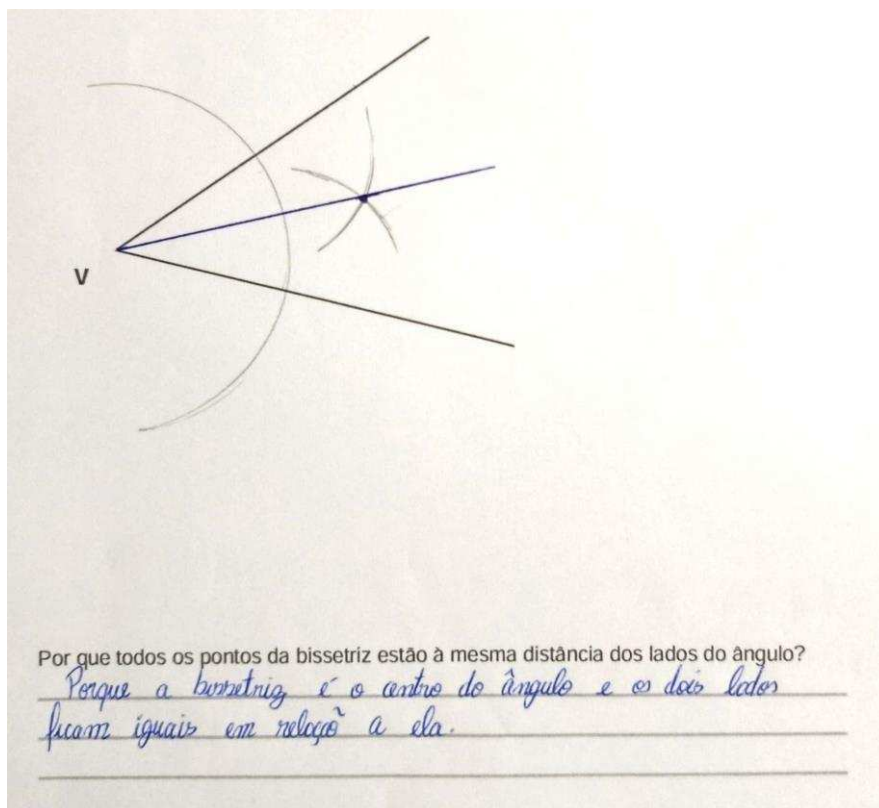 V
Por que todos os pontos da bissetriz estão à mesma distância dos lados do ângulo?
Porque a bissetriz é o centro do ângulo e os dois lados
ficam iguais em relação a ela.